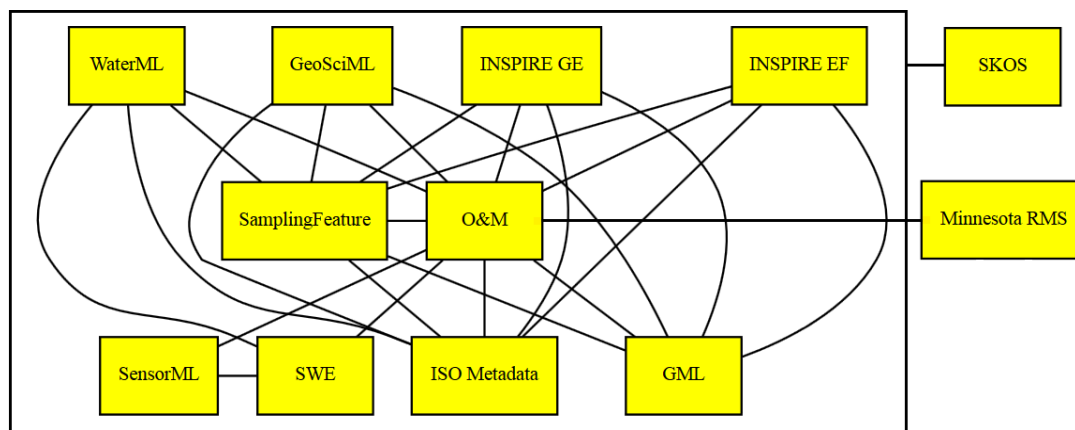 WaterML
GeoSciML
INSPIRE GE
INSPIRE EF
SKOS
SamplingFeature
O&M
Minnesota RMS
SensorML
SWE
ISO Metadata
GML